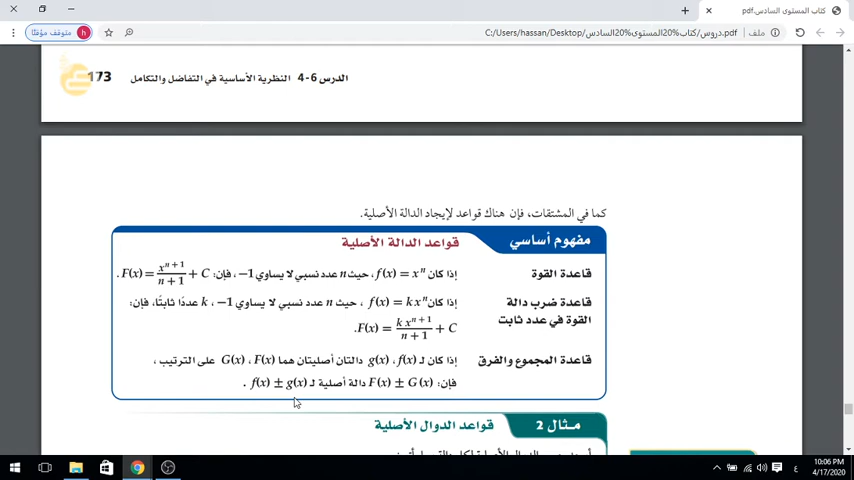 كتاب المستوى السادس.pdf
متوقف مؤقتًا
ملف
C:/Users/hassan/Desktop/دروس/كتاب%20المستوى%20السادس.pdf
الدرس 6-4 النظرية الأساسية في التفاضل والتكامل 173
كما في المشتقات، فإن هناك قواعد لإيجاد الدالة الأصلية.
مفهوم أساسي قواعد الدالة الأصلية
قاعدة القوة إذا كان f(x) = xⁿ، حيث n عدد نسبي لا يساوي 1−، فإن: F(x) = xⁿ⁺¹/(n + 1) + C.
قاعدة ضرب دالة القوة في عدد ثابت إذا كان f(x) = k xⁿ، حيث n عدد نسبي لا يساوي 1−، k عددًا ثابتًا، فإن:
F(x) = k xⁿ⁺¹/(n + 1) + C.
قاعدة المجموع والفرق إذا كان لـ f(x)، g(x) دالتان أصليتان هما F(x)، G(x) على الترتيب،
فإن: F(x) ± G(x) دالة أصلية لـ f(x) ± g(x).
مثال 2 قواعد الدوال الأصلية
10:06 PM
4/17/2020